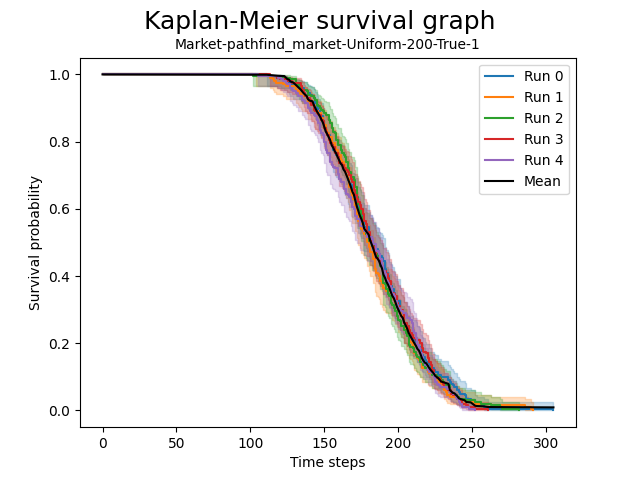 Kaplan-Meier survival graph
Market-pathfind_market-Uniform-200-True-1
Run 0
Run 1
Run 2
Run 3
Run 4
Mean
Survival probability
1.0
0.8
0.6
0.4
0.2
0.0
0 50 100 150 200 250 300
Time steps